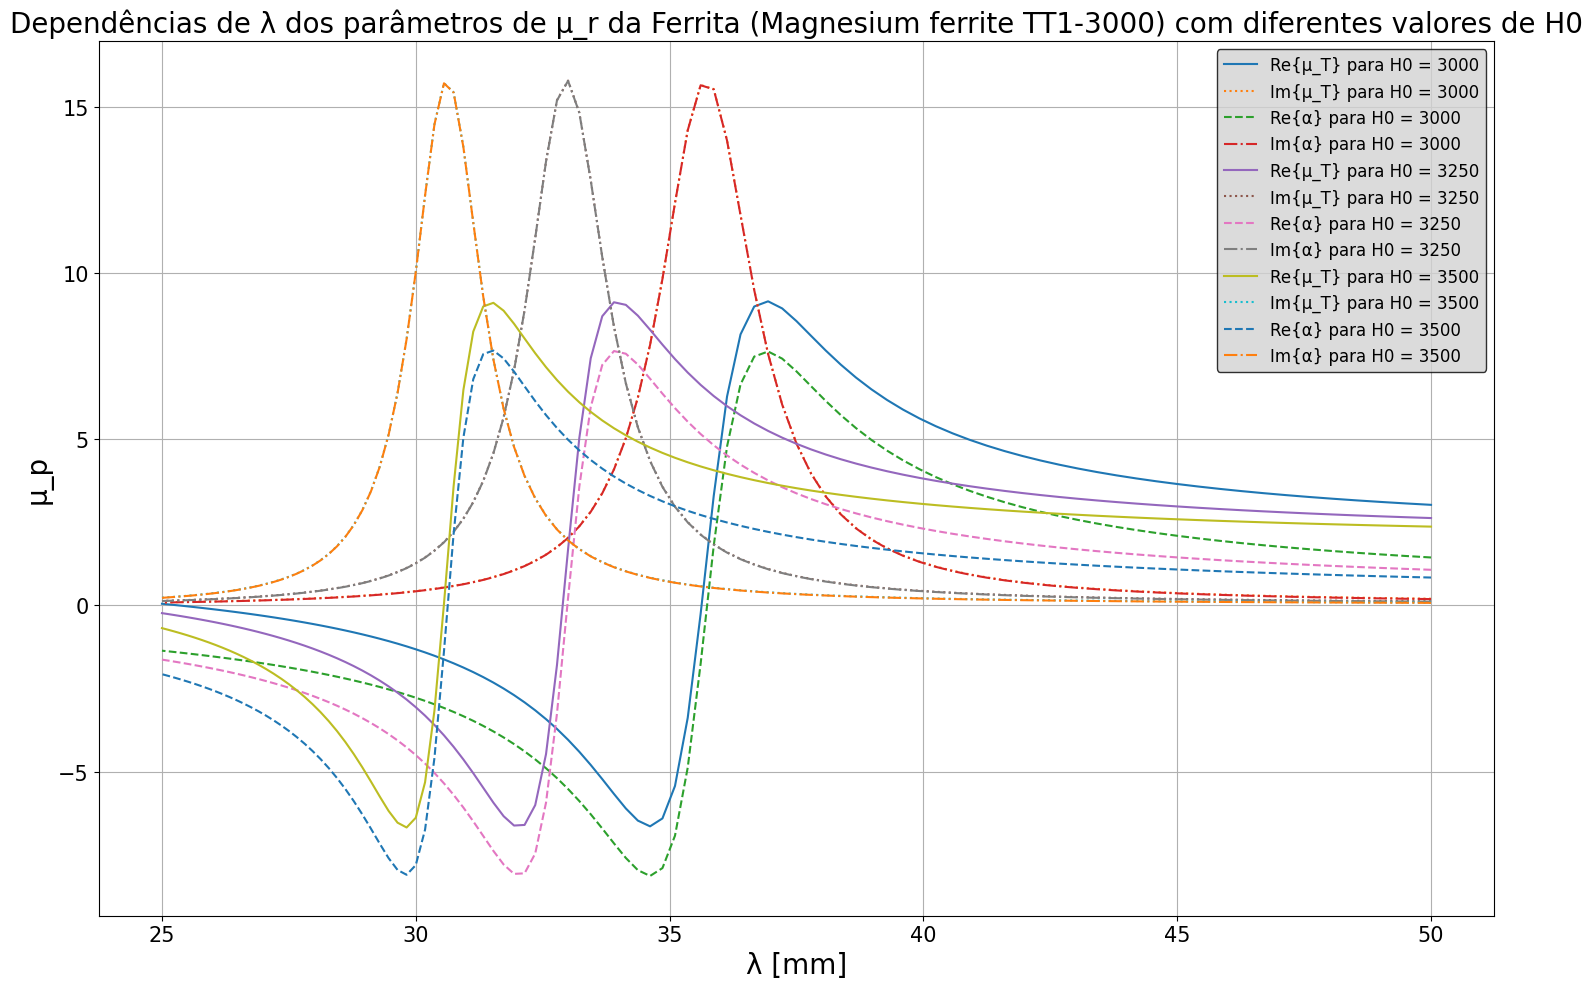 Dependências de λ dos parâmetros de μ_r da Ferrita (Magnesium ferrite TT1-3000) com diferentes valores de H0
Re{μ_T} para H0 = 3000
Im{μ_T} para H0 = 3000
Re{α} para H0 = 3000
Im{α} para H0 = 3000
Re{μ_T} para H0 = 3250
Im{μ_T} para H0 = 3250
Re{α} para H0 = 3250
Im{α} para H0 = 3250
Re{μ_T} para H0 = 3500
Im{μ_T} para H0 = 3500
Re{α} para H0 = 3500
Im{α} para H0 = 3500
15
10
5
0
−5
μ_p
25 30 35 40 45 50
λ [mm]